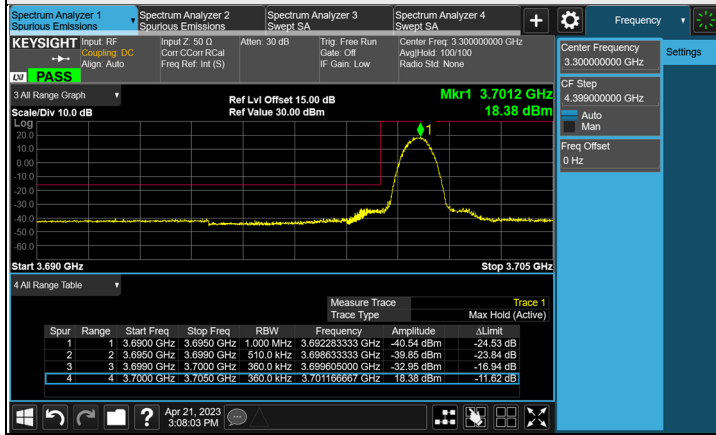 Spectrum Analyzer 1
Spurious Emissions
Spectrum Analyzer 2
Spurious Emissions
Spectrum Analyzer 3
Swept SA
Spectrum Analyzer 4
Swept SA
+
Frequency
KEYSIGHT
LXI
PASS
Input: RF
Coupling: DC
Align: Auto
Input Z: 50 Ω
Corr CCorr RCal
Freq Ref: Int (S)
Atten: 30 dB
Trig: Free Run
Gate: Off
IF Gain: Low
Center Freq: 3.300000000 GHz
Avg|Hold: 100/100
Radio Std: None
Center Frequency
3.300000000 GHz
Settings
CF Step
4.399000000 GHz
Auto
Man
Freq Offset
0 Hz
3 All Range Graph
Scale/Div 10.0 dB
Ref Lvl Offset 15.00 dB
Ref Value 30.00 dBm
Mkr1 3.7012 GHz
18.38 dBm
Log
20.0
10.0
0.00
-10.0
-20.0
-30.0
-40.0
-50.0
-60.0
1
Start 3.690 GHz
Stop 3.705 GHz
4 All Range Table
Measure Trace Trace 1
Trace Type Max Hold (Active)
Spur Range Start Freq Stop Freq RBW Frequency Amplitude ΔLimit
1 1 3.6900 GHz 3.6950 GHz 1.000 MHz 3.692283333 GHz -40.54 dBm -24.53 dB
2 2 3.6950 GHz 3.6990 GHz 510.0 kHz 3.698633333 GHz -39.85 dBm -23.84 dB
3 3 3.6990 GHz 3.7000 GHz 360.0 kHz 3.699605000 GHz -32.95 dBm -16.94 dB
4 4 3.7000 GHz 3.7050 GHz 360.0 kHz 3.701166667 GHz 18.38 dBm -11.62 dB
?
Apr 21, 2023
3:08:03 PM